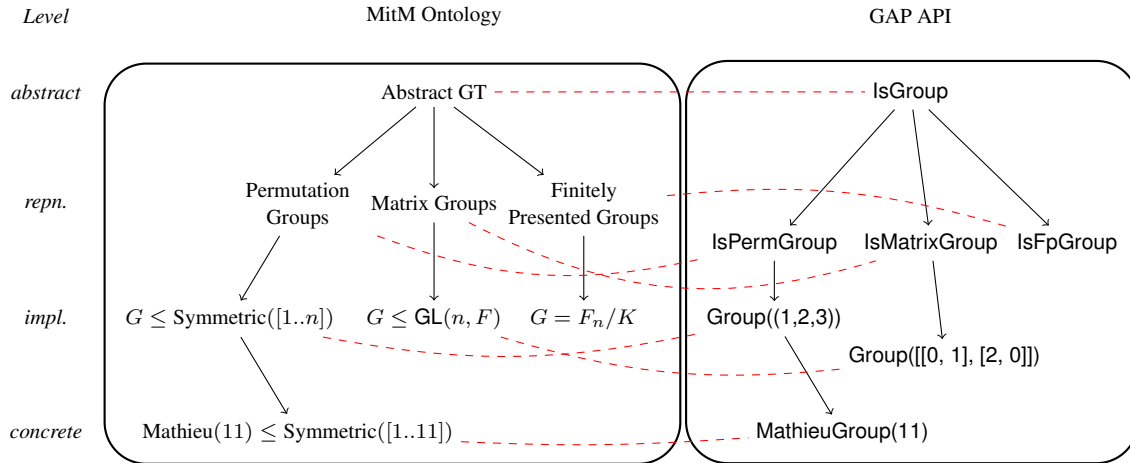 Level MitM Ontology GAP API
abstract Abstract GT IsGroup
Permutation Finitely
repn. Groups Matrix Groups Presented Groups
IsPermGroup IsMatrixGroup IsFpGroup
impl. G ≤ Symmetric([1..n]) G ≤ GL(n, F) G = Fₙ/K Group((1,2,3))
Group([[0, 1], [2, 0]])
concrete Mathieu(11) ≤ Symmetric([1..11]) MathieuGroup(11)